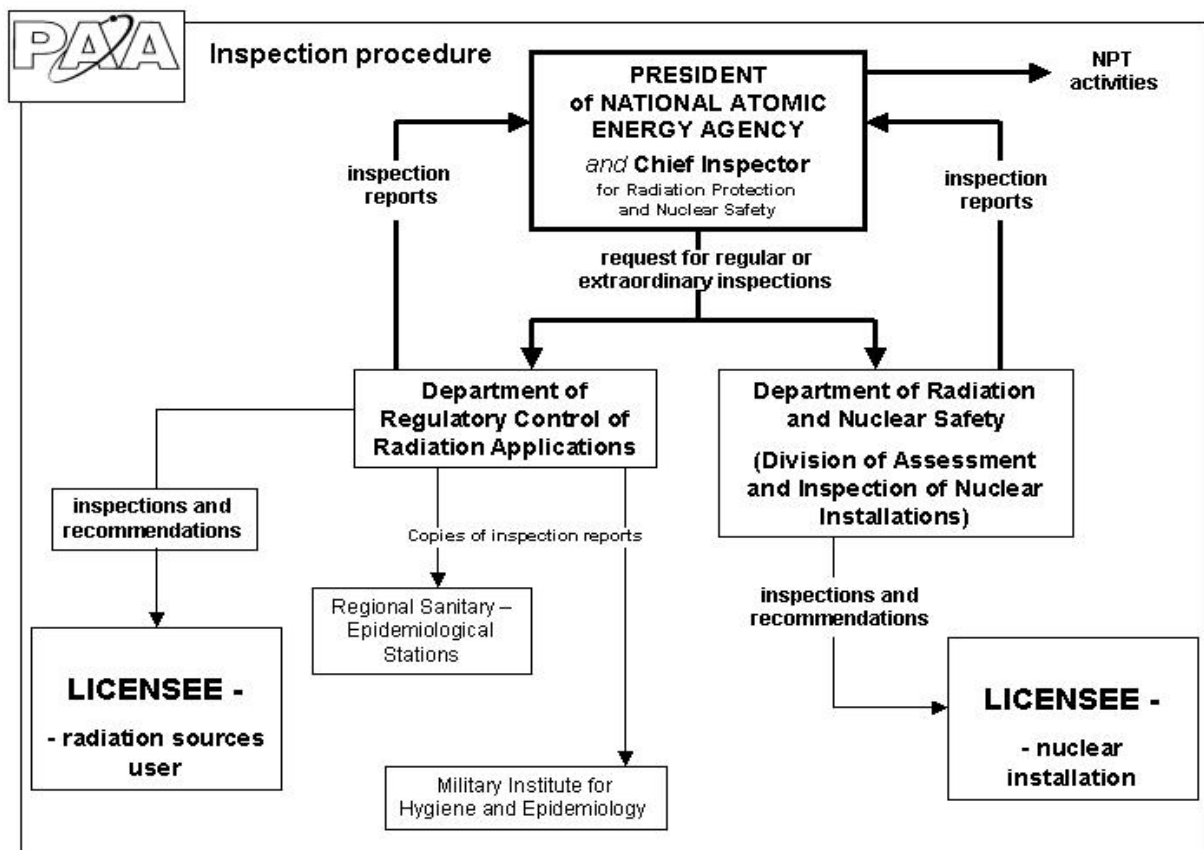 PAA
Inspection procedure
PRESIDENT
of NATIONAL ATOMIC
ENERGY AGENCY
and Chief Inspector
for Radiation Protection
and Nuclear Safety
NPT
activities
inspection
reports
inspection
reports
request for regular or
extraordinary inspections
Department of
Regulatory Control of
Radiation Applications
Department of Radiation
and Nuclear Safety
(Division of Assessment
and Inspection of Nuclear
Installations)
inspections and
recommendations
Copies of inspection reports
Regional Sanitary –
Epidemiological
Stations
inspections and
recommendations
LICENSEE -
- radiation sources
user
LICENSEE -
- nuclear
installation
Military Institute for
Hygiene and Epidemiology